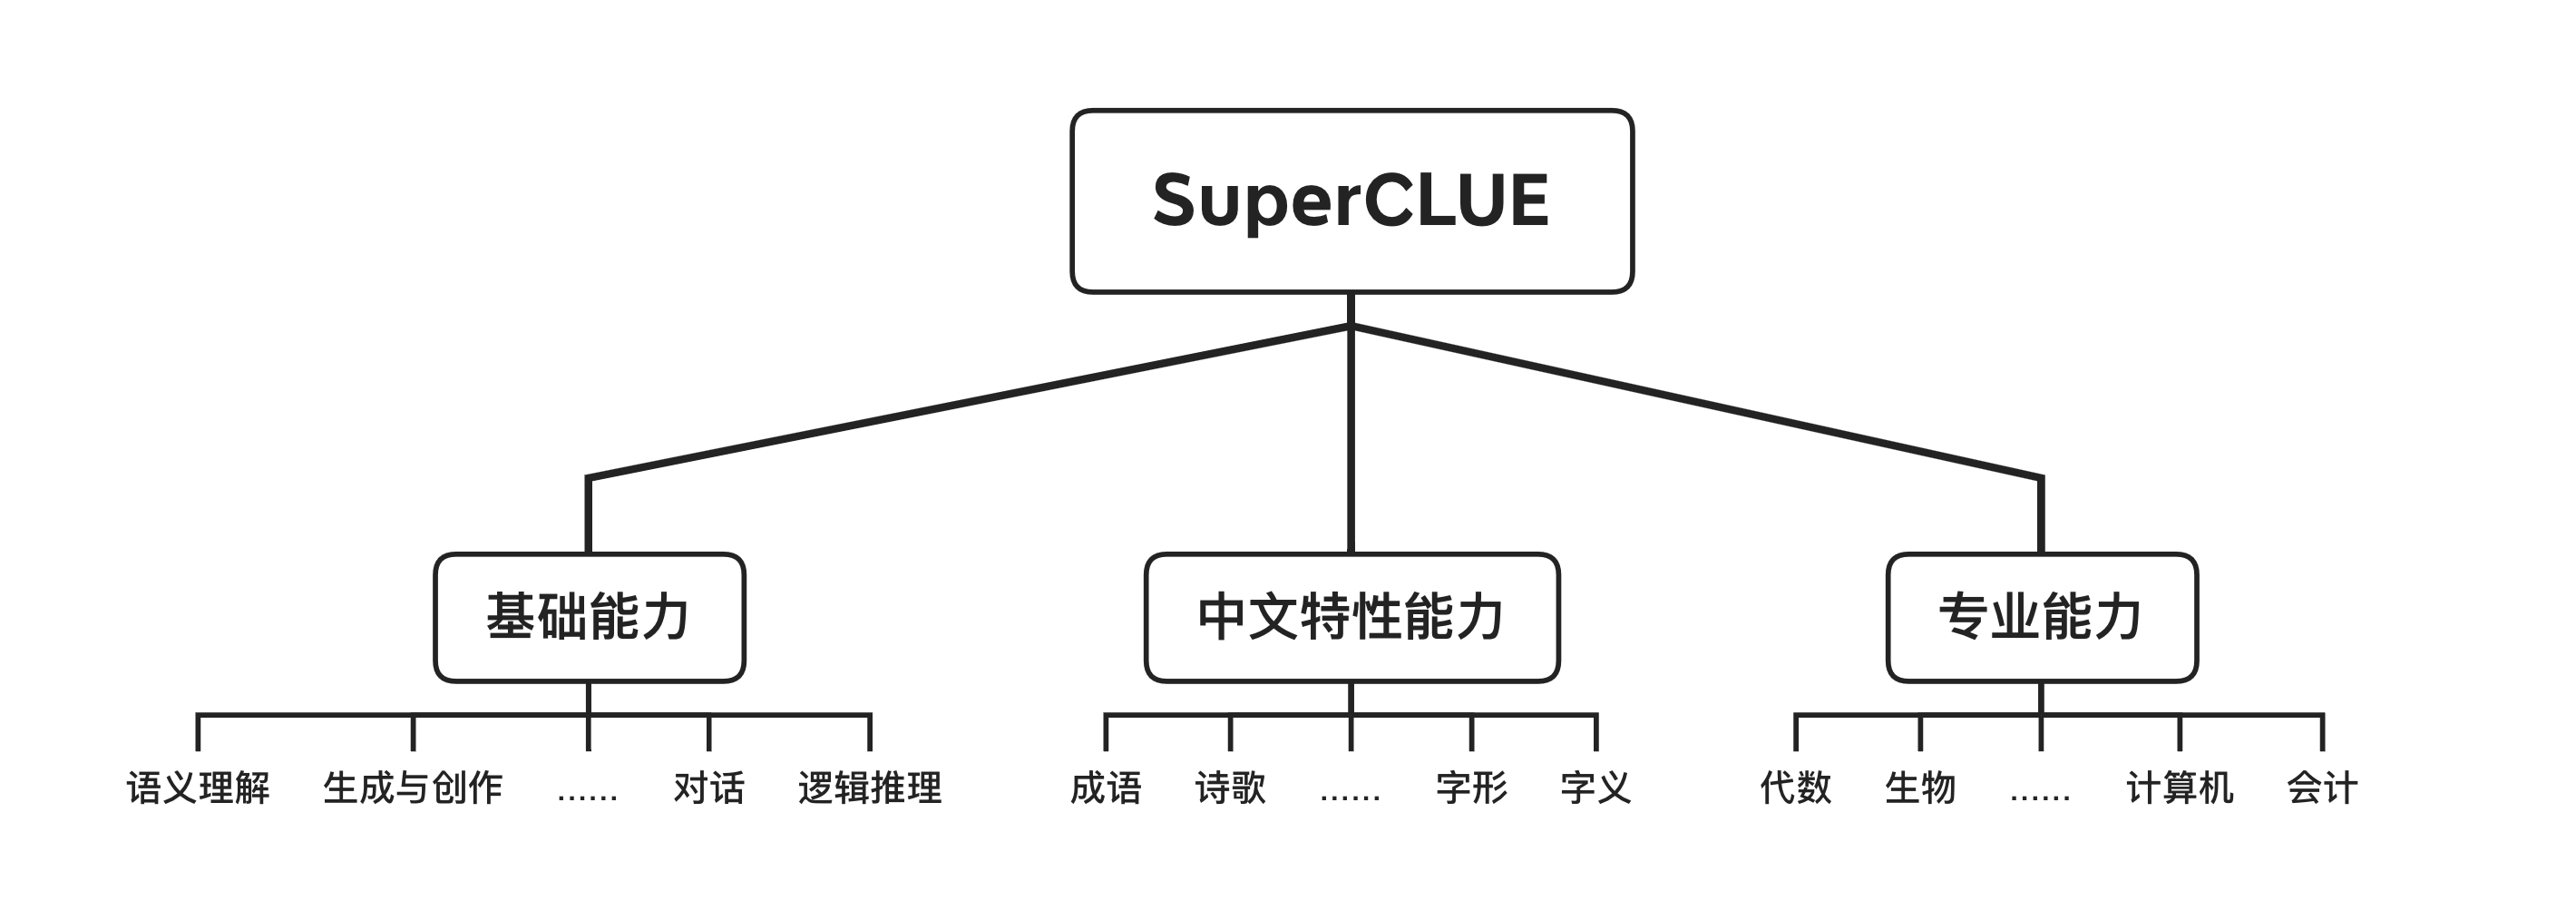 SuperCLUE
基础能力 中文特性能力 专业能力
语义理解 生成与创作 ...... 对话 逻辑推理 成语 诗歌 ...... 字形 字义 代数 生物 ...... 计算机 会计